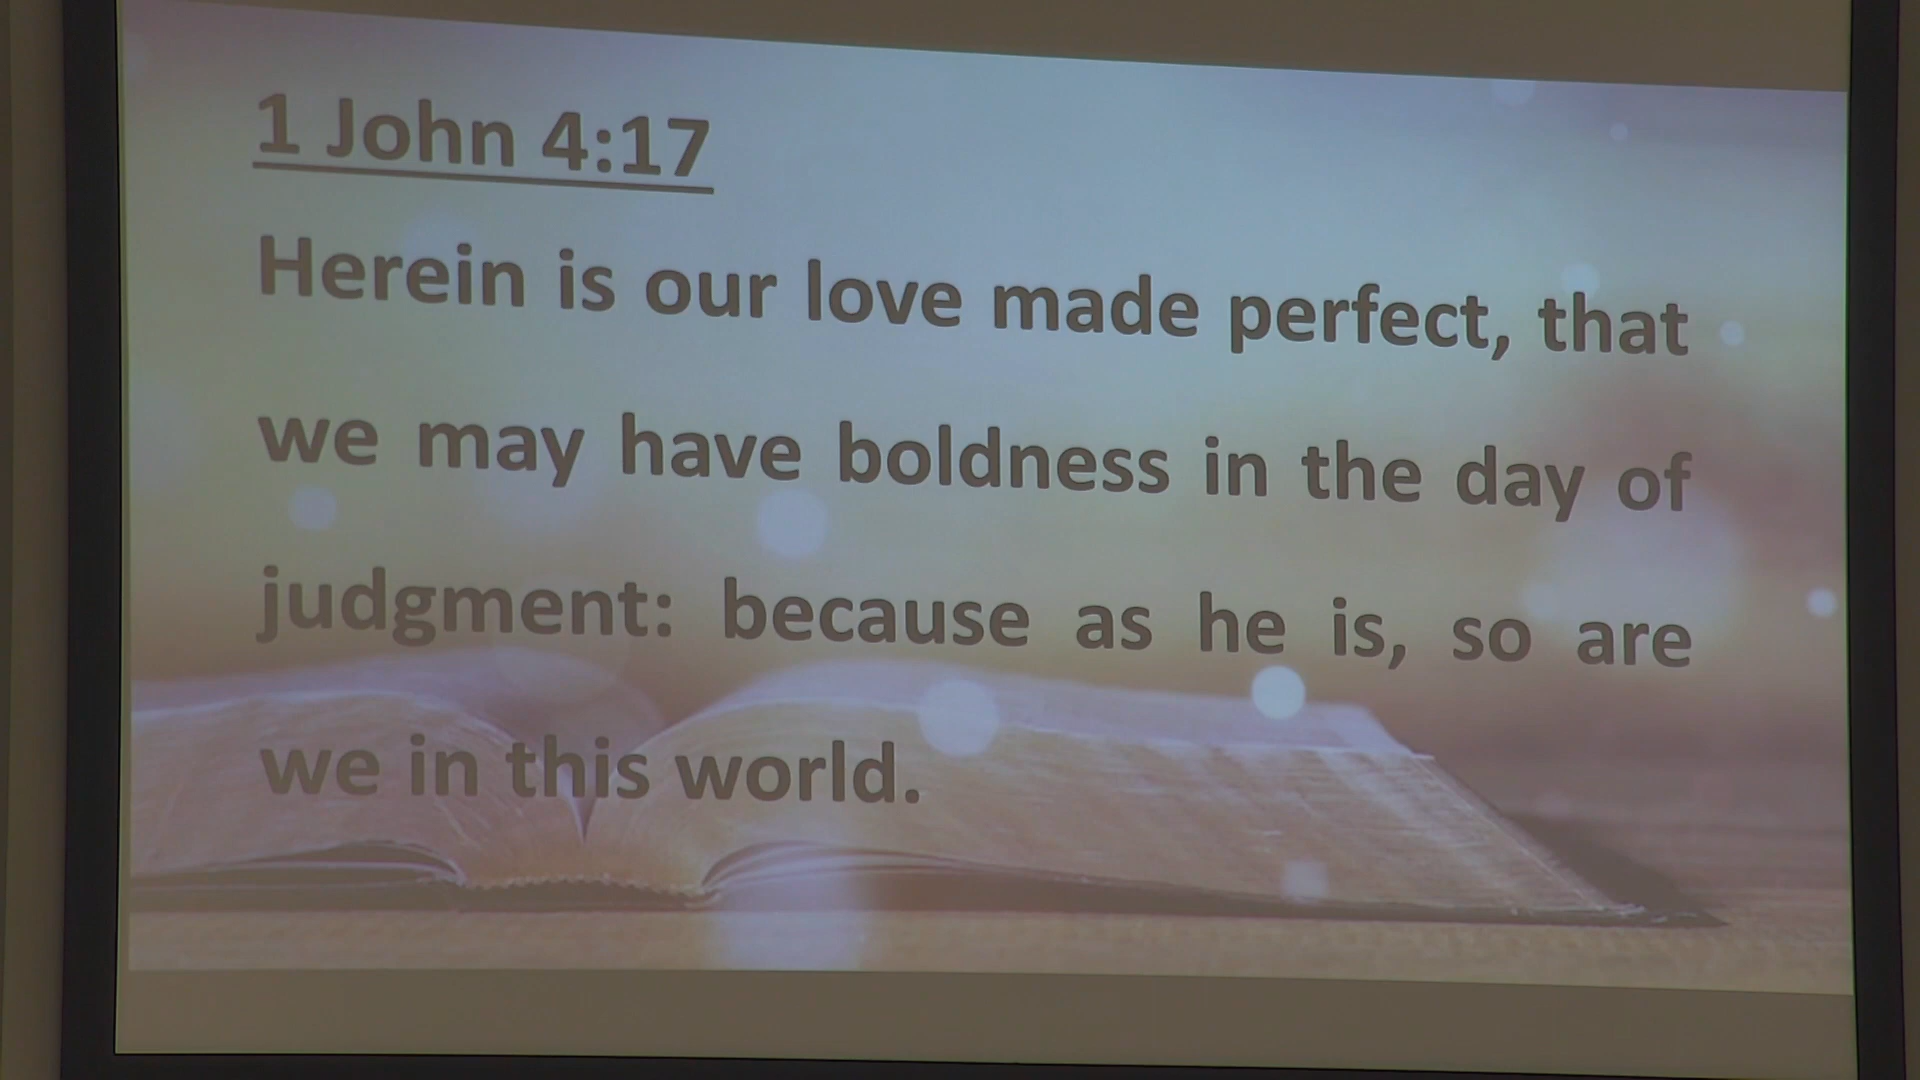 1 John 4:17
Herein is our love made perfect, that
we may have boldness in the day of
judgment: because as he is, so are
we in this world.